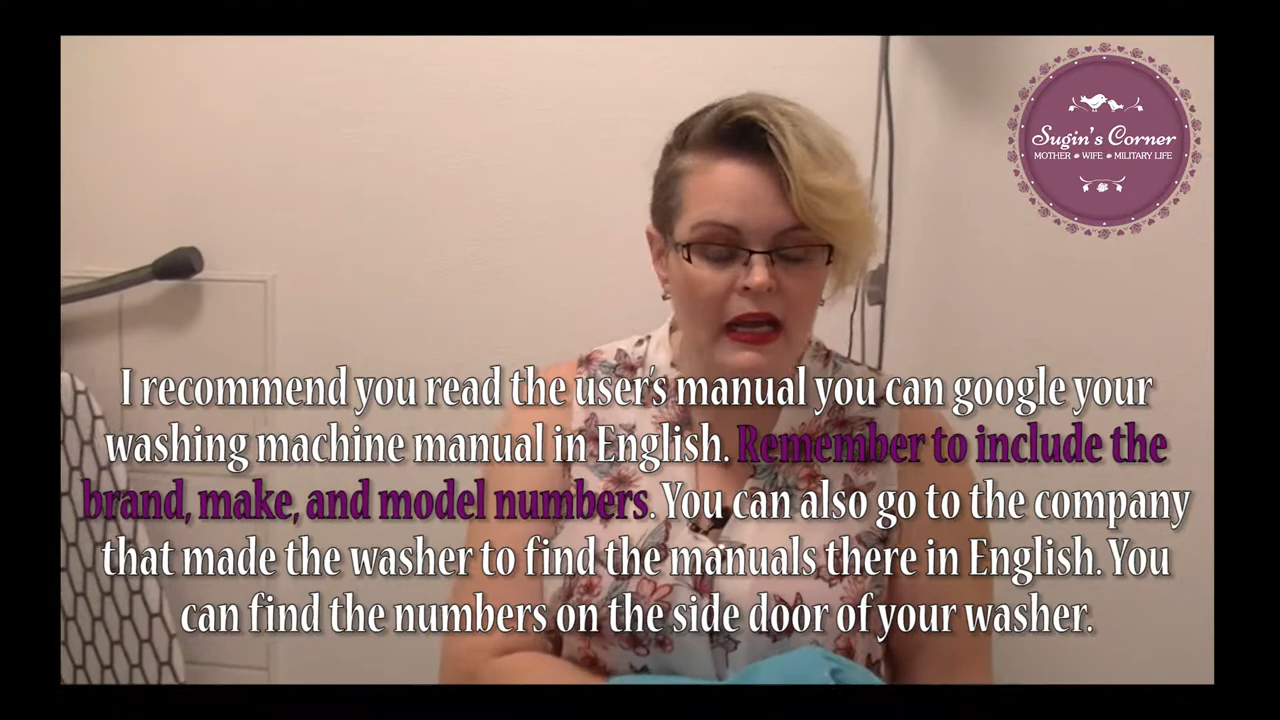 Sugin's Corner
MOTHER WIFE MILITARY LIFE
I recommend you read the user's manual you can google your
washing machine manual in English. Remember to include the
brand, make, and model numbers. You can also go to the company
that made the washer to find the manuals there in English. You
can find the numbers on the side door of your washer.